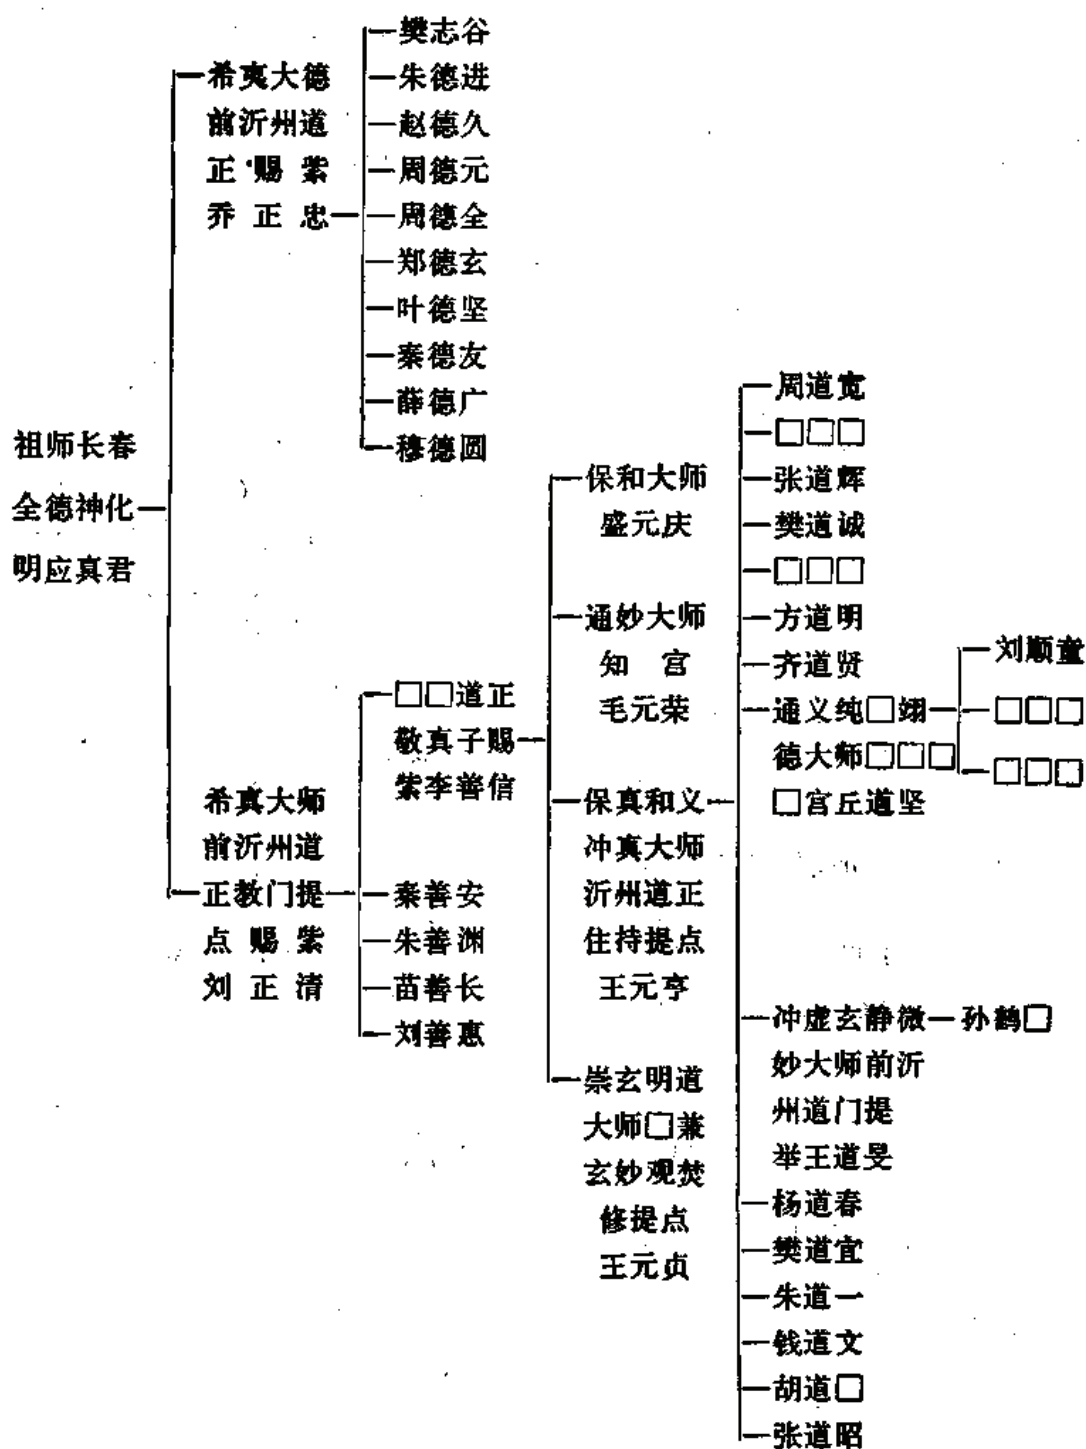 祖师长春
全德神化
明应真君
希夷大德
前沂州道
正赐紫
乔正忠
樊志谷
朱德进
赵德久
周德元
周德全
郑德玄
叶德坚
秦德友
薛德广
穆德圆
希真大师
前沂州道
正教门提
点赐紫
刘正清
□□道正
敬真子赐
紫李善信
秦善安
朱善渊
苗善长
刘善惠
保和大师
盛元庆
通妙大师
知宫
毛元荣
保真和义
冲真大师
沂州道正
住持提点
王元亨
崇玄明道
大师□兼
玄妙观焚
修提点
王元贞
周道宽
□□□
张道辉
樊道诚
□□□
方道明
齐道贤
通义纯□翊
德大师□□□
□宫丘道坚
刘顺童
□□□
□□□
冲虚玄静微
妙大师前沂
州道门提
举王道旻
孙鹤□
杨道春
樊道宜
朱道一
钱道文
胡道□
张道昭